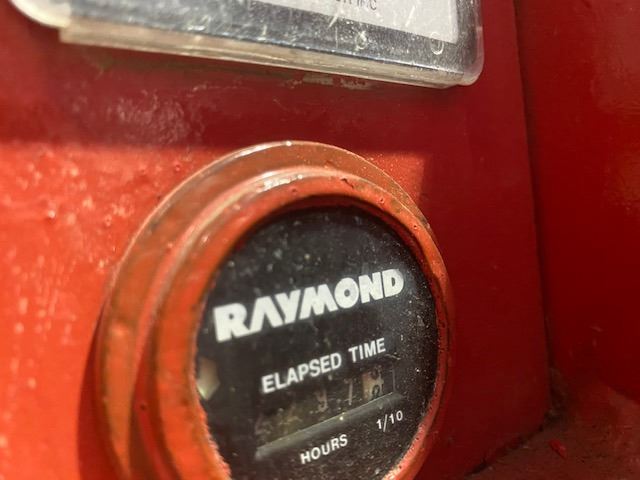 RAYMOND
ELAPSED TIME
HOURS 1/10